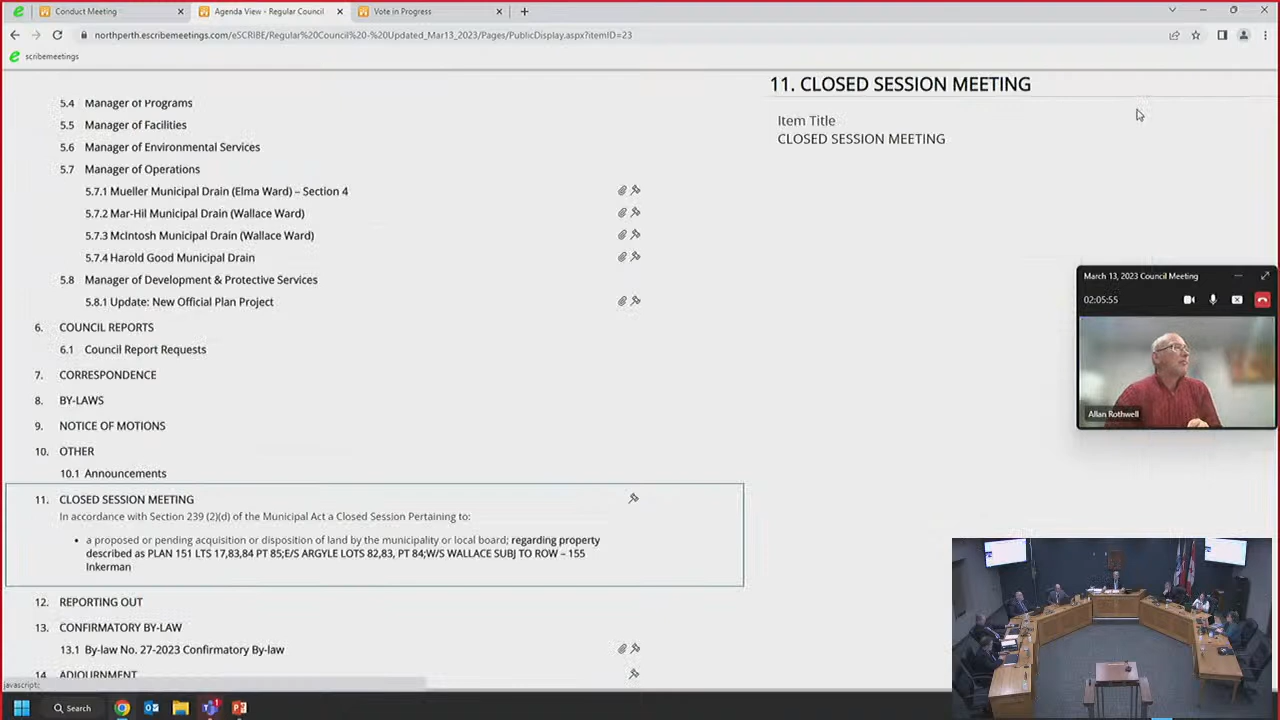 Conduct Meeting
Agenda View - Regular Council
Vote in Progress
northperth.escribemeetings.com/eSCRIBE/Regular%20Council%20-%20Updated_Mar13_2023/Pages/PublicDisplay.aspx?itemID=23
scribemeetings
5.4 Manager of Programs
5.5 Manager of Facilities
5.6 Manager of Environmental Services
5.7 Manager of Operations
5.7.1 Mueller Municipal Drain (Elma Ward) – Section 4
5.7.2 Mar-Hil Municipal Drain (Wallace Ward)
5.7.3 McIntosh Municipal Drain (Wallace Ward)
5.7.4 Harold Good Municipal Drain
5.8 Manager of Development & Protective Services
5.8.1 Update: New Official Plan Project
6. COUNCIL REPORTS
6.1 Council Report Requests
7. CORRESPONDENCE
8. BY-LAWS
9. NOTICE OF MOTIONS
10. OTHER
10.1 Announcements
11. CLOSED SESSION MEETING
In accordance with Section 239 (2)(d) of the Municipal Act a Closed Session Pertaining to:
• a proposed or pending acquisition or disposition of land by the municipality or local board; regarding property
described as PLAN 151 LTS 17,83,84 PT 85;E/S ARGYLE LOTS 82,83, PT 84;W/S WALLACE SUBJ TO ROW – 155
Inkerman
12. REPORTING OUT
13. CONFIRMATORY BY-LAW
13.1 By-law No. 27-2023 Confirmatory By-law
14. ADJOURNMENT
11. CLOSED SESSION MEETING
Item Title
CLOSED SESSION MEETING
March 13, 2023 Council Meeting
02:05:55
Allan Rothwell
javascript:
Search